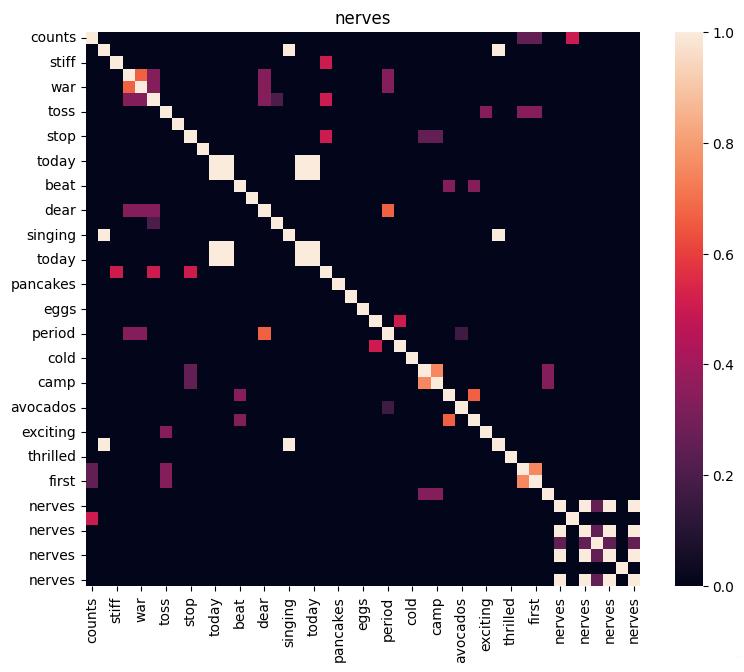 nerves
counts
stiff
war
toss
stop
today
beat
dear
singing
today
pancakes
eggs
period
cold
camp
avocados
exciting
thrilled
first
nerves
nerves
nerves
nerves
1.0
0.8
0.6
0.4
0.2
0.0
counts
stiff
war
toss
stop
today
beat
dear
singing
today
pancakes
eggs
period
cold
camp
avocados
exciting
thrilled
first
nerves
nerves
nerves
nerves